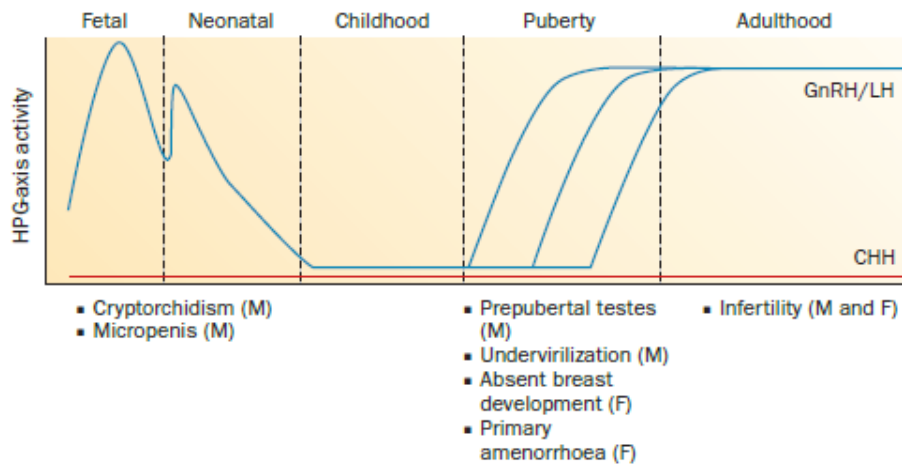 Fetal Neonatal Childhood Puberty Adulthood
HPG-axis activity
GnRH/LH
CHH
▪ Cryptorchidism (M)
▪ Micropenis (M)
▪ Prepubertal testes
(M)
▪ Undervirilization (M)
▪ Absent breast
development (F)
▪ Primary
amenorrhoea (F)
▪ Infertility (M and F)